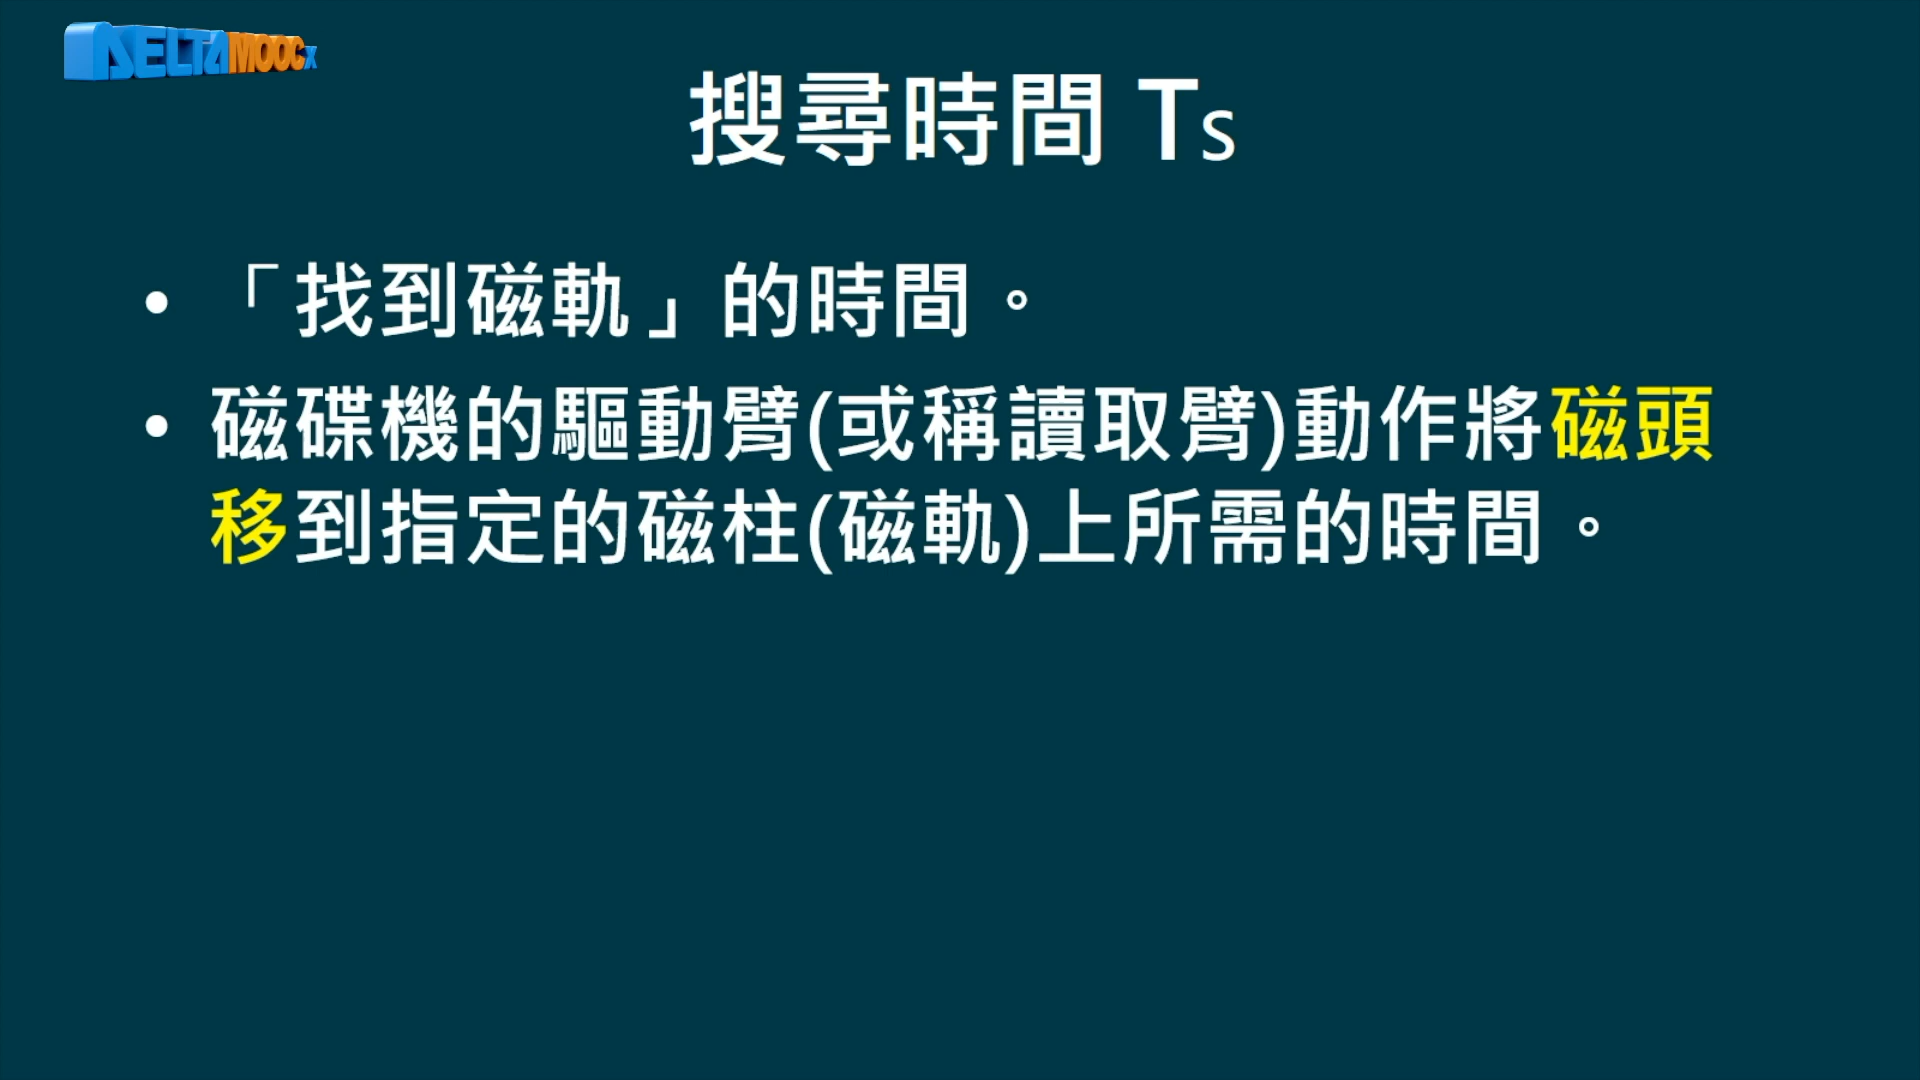 DELTAMOOCx
搜尋時間 Ts
• 「找到磁軌」的時間。
• 磁碟機的驅動臂(或稱讀取臂)動作將磁頭
移到指定的磁柱(磁軌)上所需的時間。